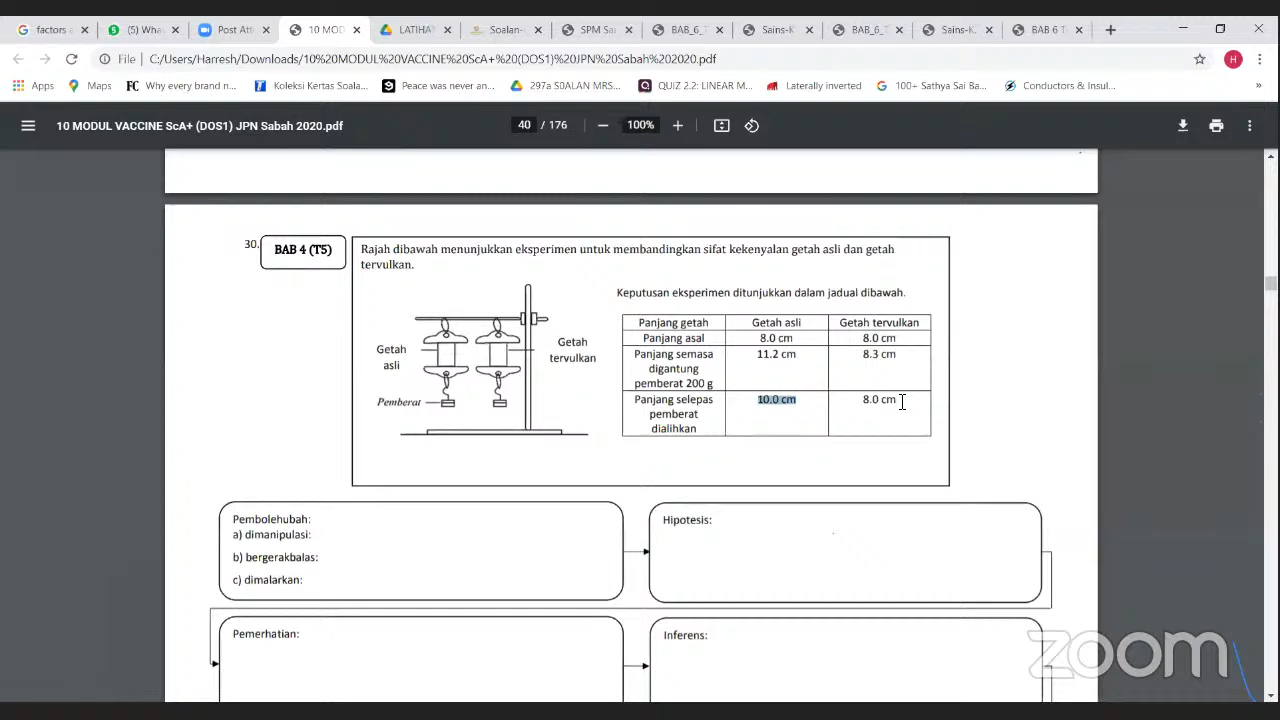 factors a
(5) Wha
Post Att
10 MOD
LATIHA
Soalan-
SPM Sai
BAB_6_T
Sains-K.
BAB_6_T
Sains-K.
BAB 6 T
File
C:/Users/Harresh/Downloads/10%20MODUL%20VACCINE%20ScA+%20(DOS1)%20JPN%20Sabah%202020.pdf
H
Apps
Maps
FC Why every brand n...
Koleksi Kertas Soala...
Peace was never an...
297a S0ALAN MRS...
QUIZ 2.2: LINEAR M...
Laterally inverted
100+ Sathya Sai Ba...
Conductors & Insul...
»
10 MODUL VACCINE ScA+ (DOS1) JPN Sabah 2020.pdf
40 / 176
100%
30.
BAB 4 (T5)
Rajah dibawah menunjukkan eksperimen untuk membandingkan sifat kekenyalan getah asli dan getah
tervulkan.
Getah
asli
Getah
tervulkan
Pemberat
Keputusan eksperimen ditunjukkan dalam jadual dibawah.
Panjang getah Getah asli Getah tervulkan
Panjang asal 8.0 cm 8.0 cm
Panjang semasa 11.2 cm 8.3 cm
digantung
pemberat 200 g
Panjang selepas 10.0 cm 8.0 cm
pemberat
dialihkan
Pembolehubah:
a) dimanipulasi:
b) bergerakbalas:
c) dimalarkan:
Hipotesis:
Pemerhatian:
Inferens:
zoom